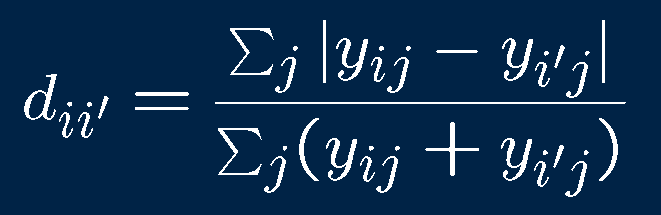 d_{ii'} = \frac{\sum_j |y_{ij} - y_{i'j}|}{\sum_j (y_{ij} + y_{i'j})}